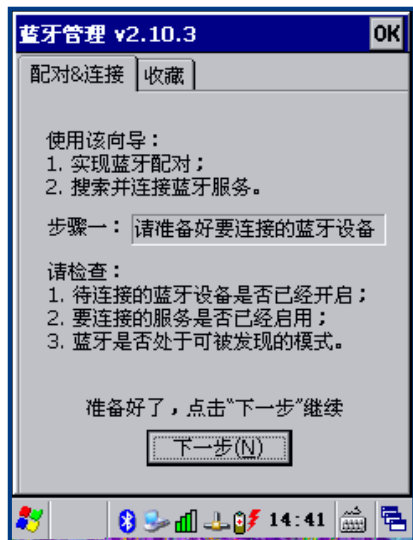 蓝牙管理 v2.10.3 OK
配对&连接 收藏
使用该向导：
1. 实现蓝牙配对；
2. 搜索并连接蓝牙服务。
步骤一： 请准备好要连接的蓝牙设备
请检查：
1. 待连接的蓝牙设备是否已经开启；
2. 要连接的服务是否已经启用；
3. 蓝牙是否处于可被发现的模式。
准备好了，点击“下一步”继续
下一步(N)
14:41